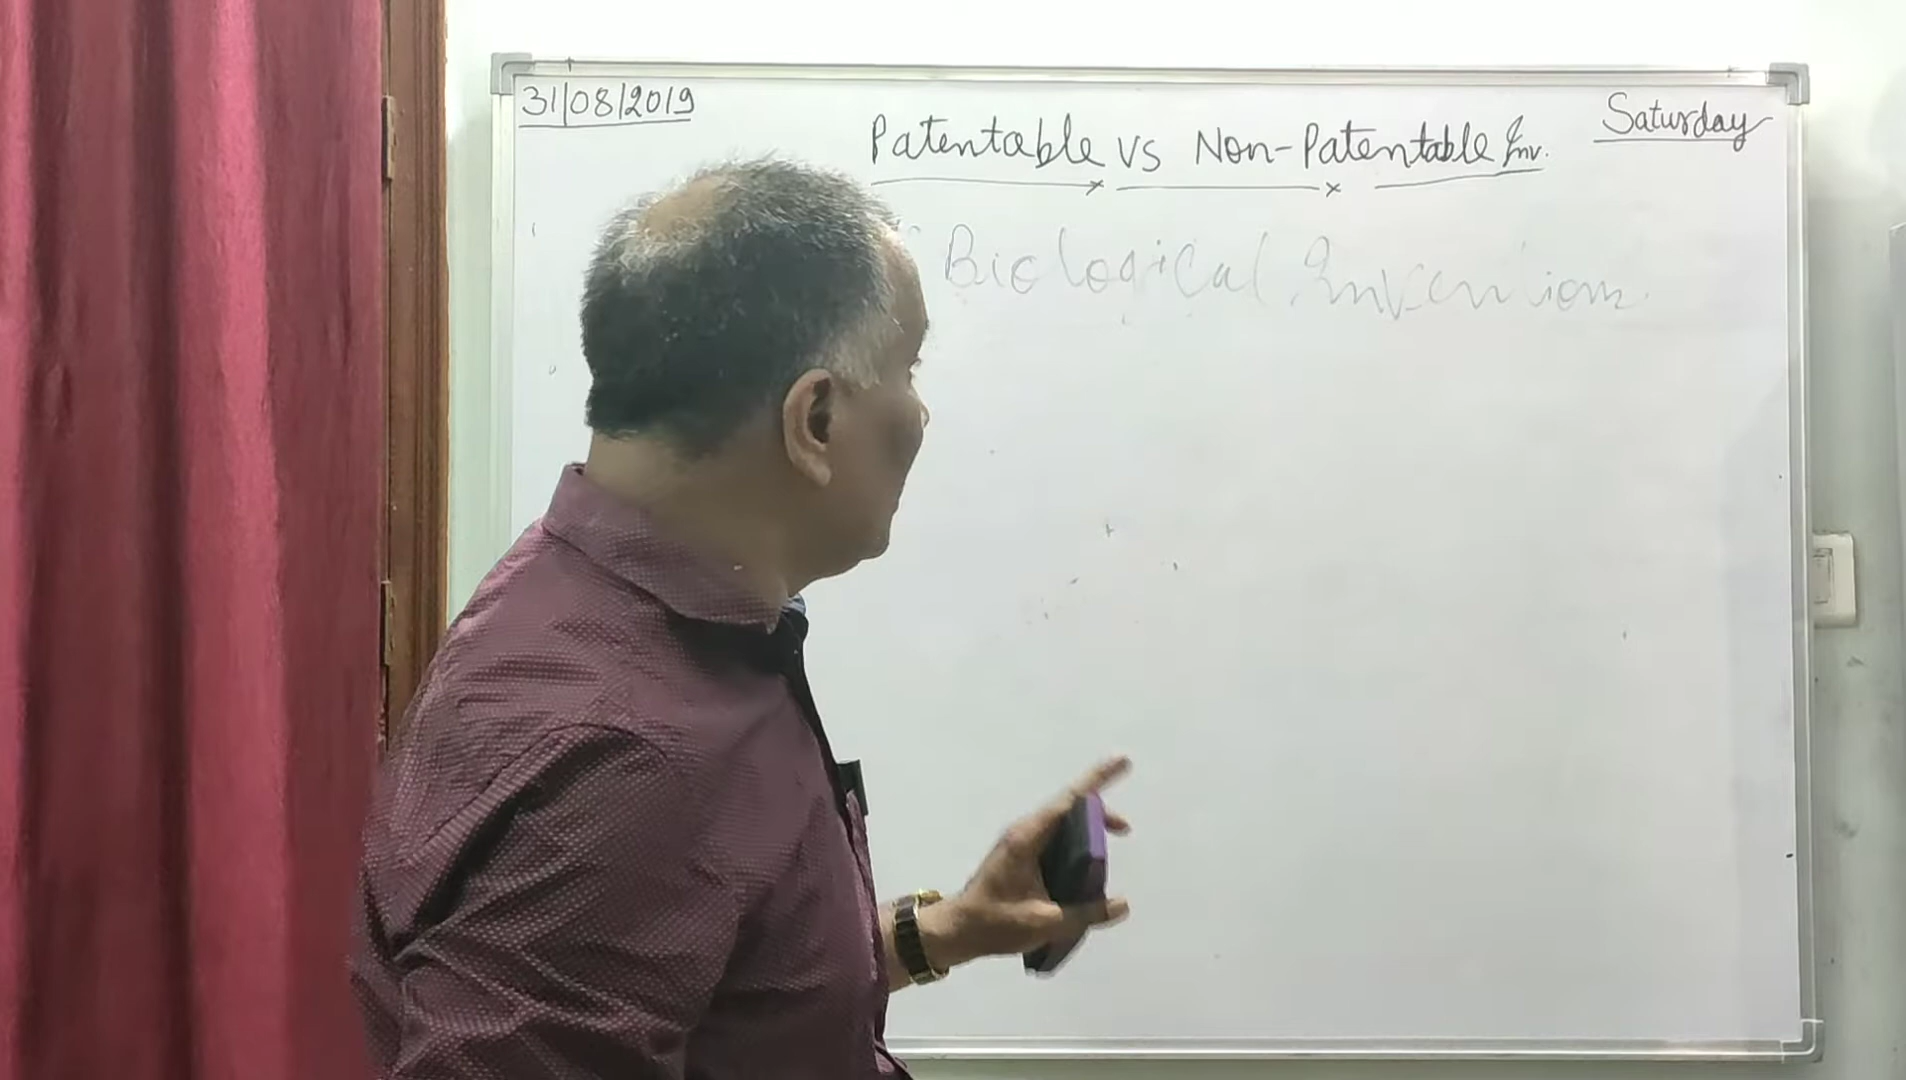 31/08/2019
Saturday
Patentable vs Non-Patentable Inv.
Biological Invention